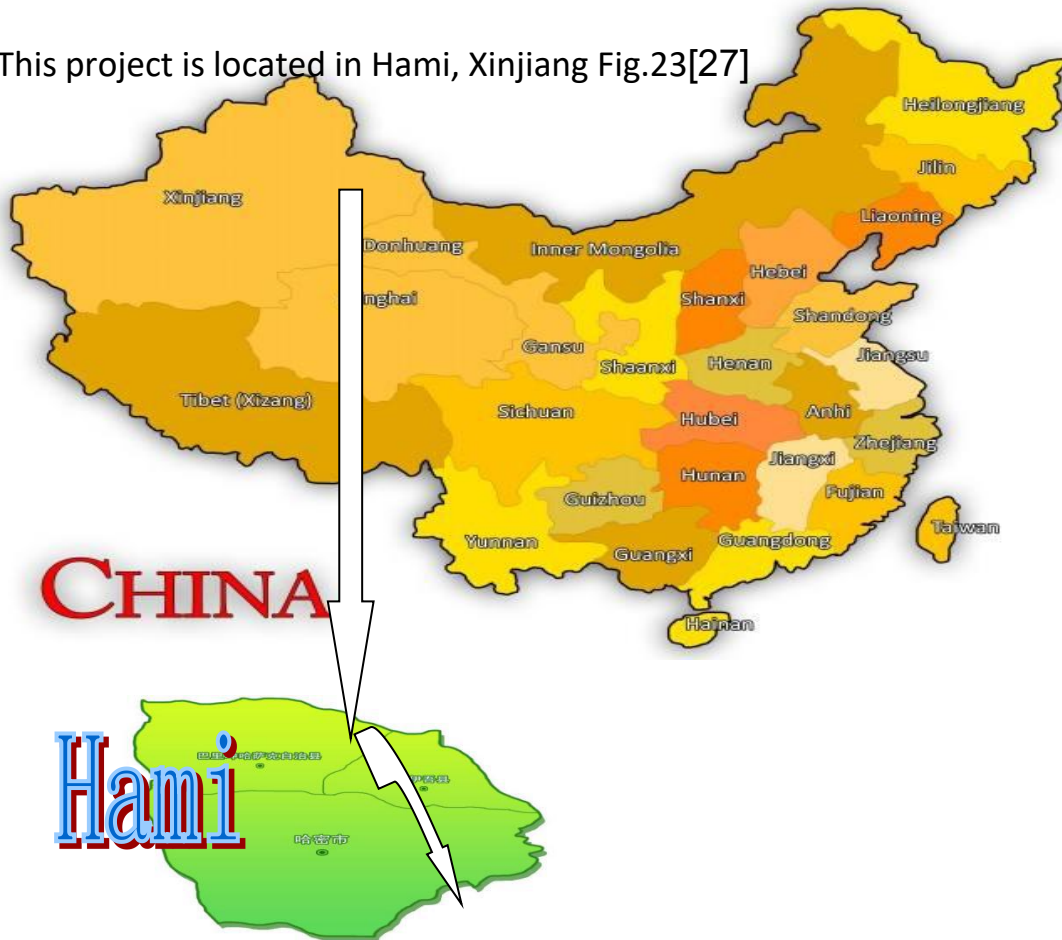 This project is located in Hami, Xinjiang Fig.23[27]
Heilongjiang
Jilin
Xinjiang
Liaoning
Donhuang
Inner Mongolia
Hebei
nghai
Shanxi
Shandong
Gansu
Jiangsu
Shaanxi
Henan
Tibet (Xizang)
Sichuan
Hubei
Anhi
Zhejiang
Jiangxi
Hunan
Fujian
Guizhou
Taiwan
Yunnan
Guangdong
Guangxi
CHINA
Hainan
Hami
哈密市